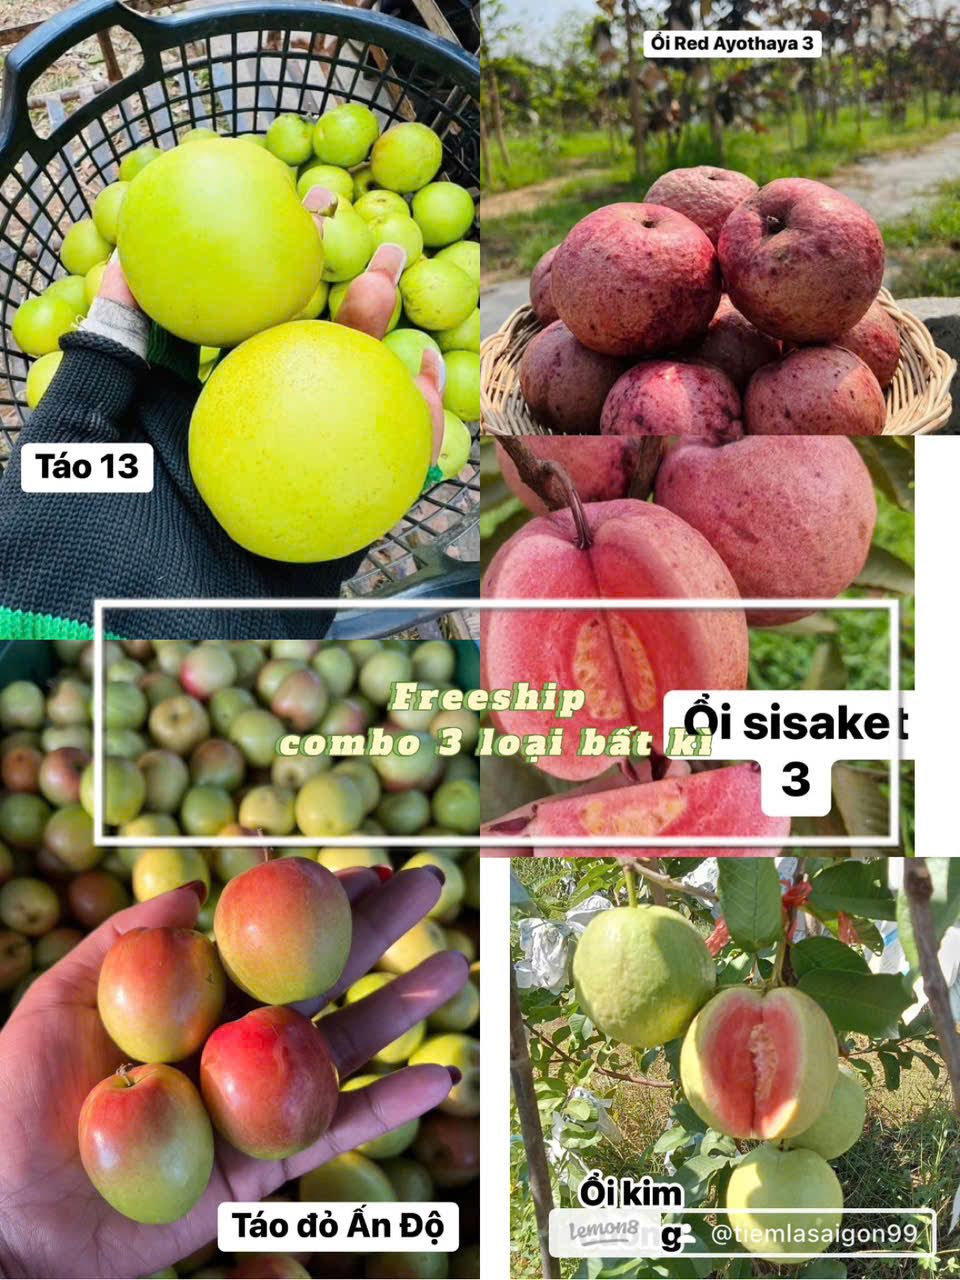 Ổi Red Ayothaya 3
Táo 13
Freeship
combo 3 loại bất kì
Ổi sisaket
3
Táo đỏ Ấn Độ
Ổi kim
lemon8 @tiemlasaigon99